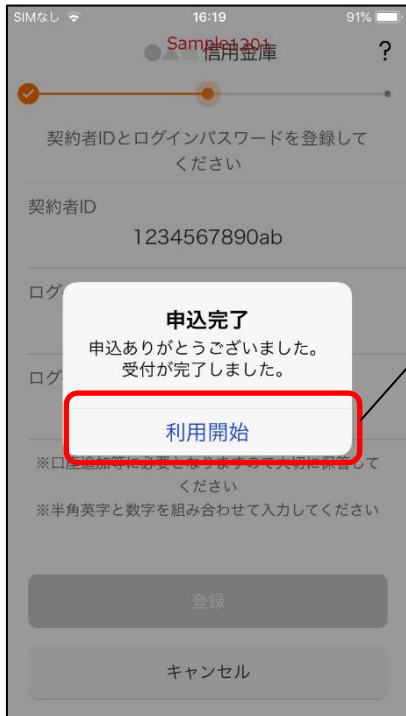 SIMなし 16:19 91%
Sample1201
●▲■信用金庫 ?
契約者IDとログインパスワードを登録して
ください
契約者ID
1234567890ab
ログ
申込完了
申込ありがとうございました。
受付が完了しました。
ログ
利用開始
※口座追加等に必要となりますので大切に保管して
ください
※半角英字と数字を組み合わせて入力してください
登録
キャンセル